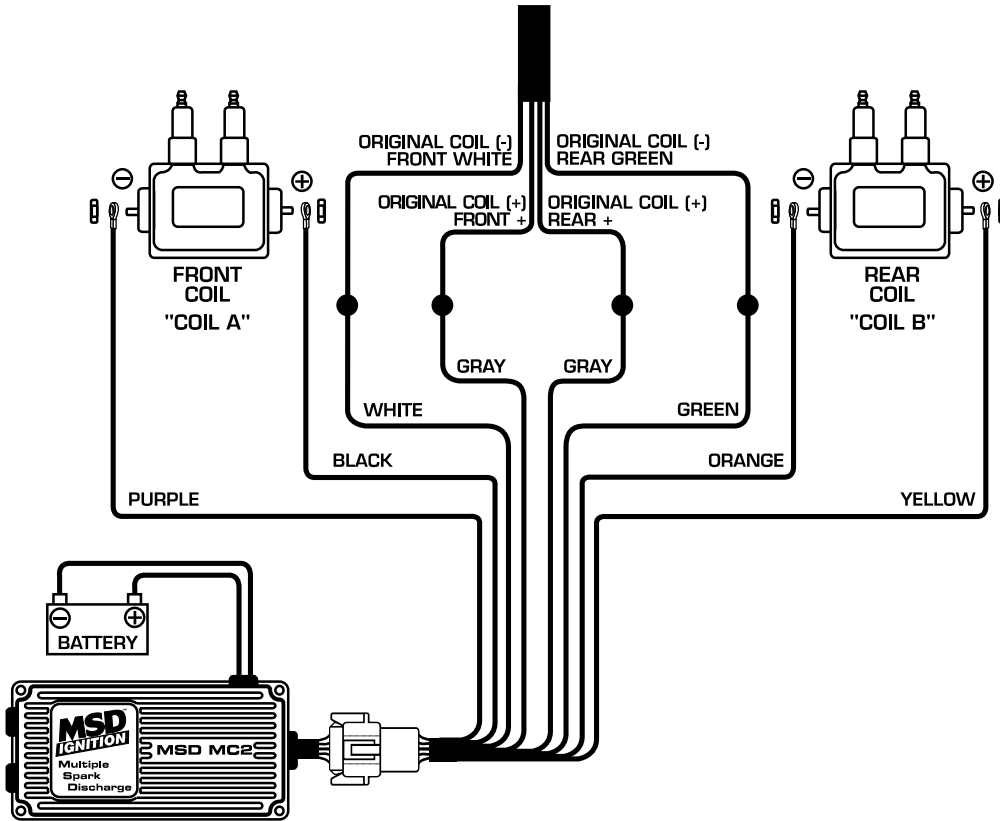 ORIGINAL COIL (-)
FRONT WHITE
ORIGINAL COIL (-)
REAR GREEN
ORIGINAL COIL (+)
FRONT +
ORIGINAL COIL (+)
REAR +
FRONT
COIL
"COIL A"
REAR
COIL
"COIL B"
GRAY
GRAY
WHITE
GREEN
BLACK
ORANGE
PURPLE
YELLOW
BATTERY
MSD
IGNITION
Multiple
Spark
Discharge
MSD MC2